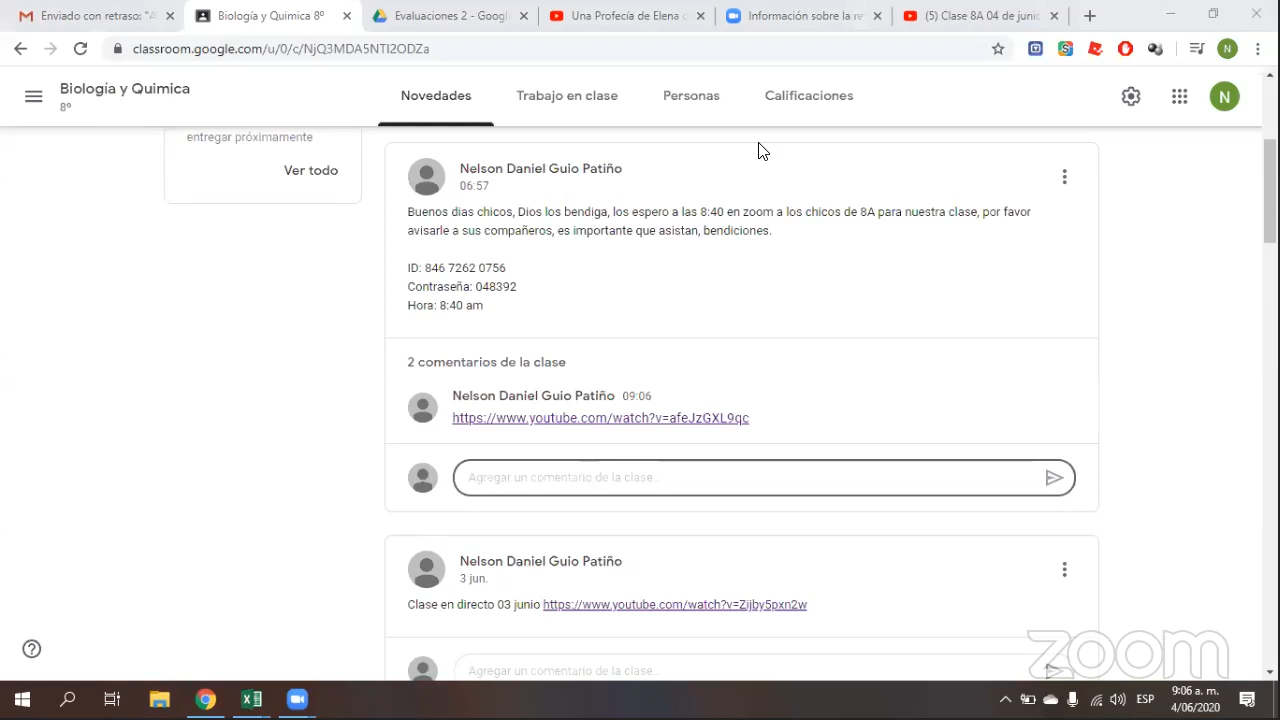 Enviado con retraso: "A
Biología y Quimica 8º
Evaluaciones 2 - Googl
Una Profecía de Elena
Información sobre la re
(5) Clase 8A 04 de juni
classroom.google.com/u/0/c/NjQ3MDA5NTI2ODZa
N
Biología y Quimica
8º
Novedades
Trabajo en clase
Personas
Calificaciones
N
entregar próximamente
Ver todo
Nelson Daniel Guio Patiño
06:57
Buenos dias chicos, Dios los bendiga, los espero a las 8:40 en zoom a los chicos de 8A para nuestra clase, por favor
avisarle a sus compañeros, es importante que asistan, bendiciones.
ID: 846 7262 0756
Contraseña: 048392
Hora: 8:40 am
2 comentarios de la clase
Nelson Daniel Guio Patiño 09:06
https://www.youtube.com/watch?v=afeJzGXL9qc
Agregar un comentario de la clase...
Nelson Daniel Guio Patiño
3 jun.
Clase en directo 03 junio https://www.youtube.com/watch?v=Zijby5pxn2w
Agregar un comentario de la clase...
zoom
ESP
9:06 a. m.
4/06/2020